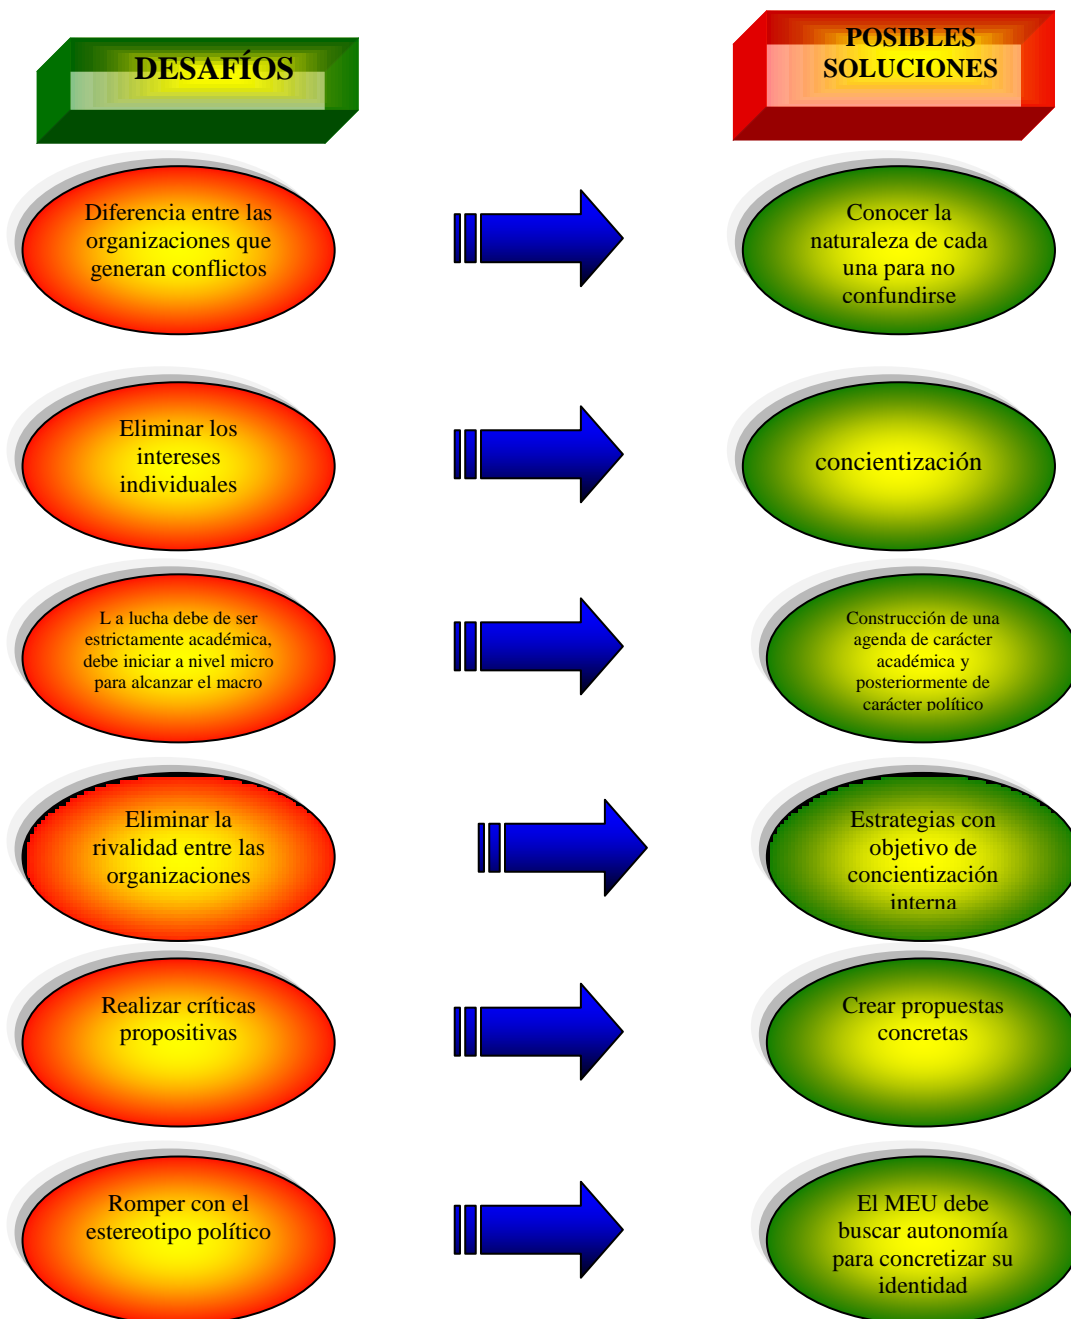 DESAFÍOS
POSIBLES
SOLUCIONES
Diferencia entre las
organizaciones que
generan conflictos
Conocer la
naturaleza de cada
una para no
confundirse
Eliminar los
intereses
individuales
concientización
L a lucha debe de ser
estrictamente académica,
debe iniciar a nivel micro
para alcanzar el macro
Construcción de una
agenda de carácter
académica y
posteriormente de
carácter político
Eliminar la
rivalidad entre las
organizaciones
Estrategias con
objetivo de
concientización
interna
Realizar críticas
propositivas
Crear propuestas
concretas
Romper con el
estereotipo político
El MEU debe
buscar autonomía
para concretizar su
identidad